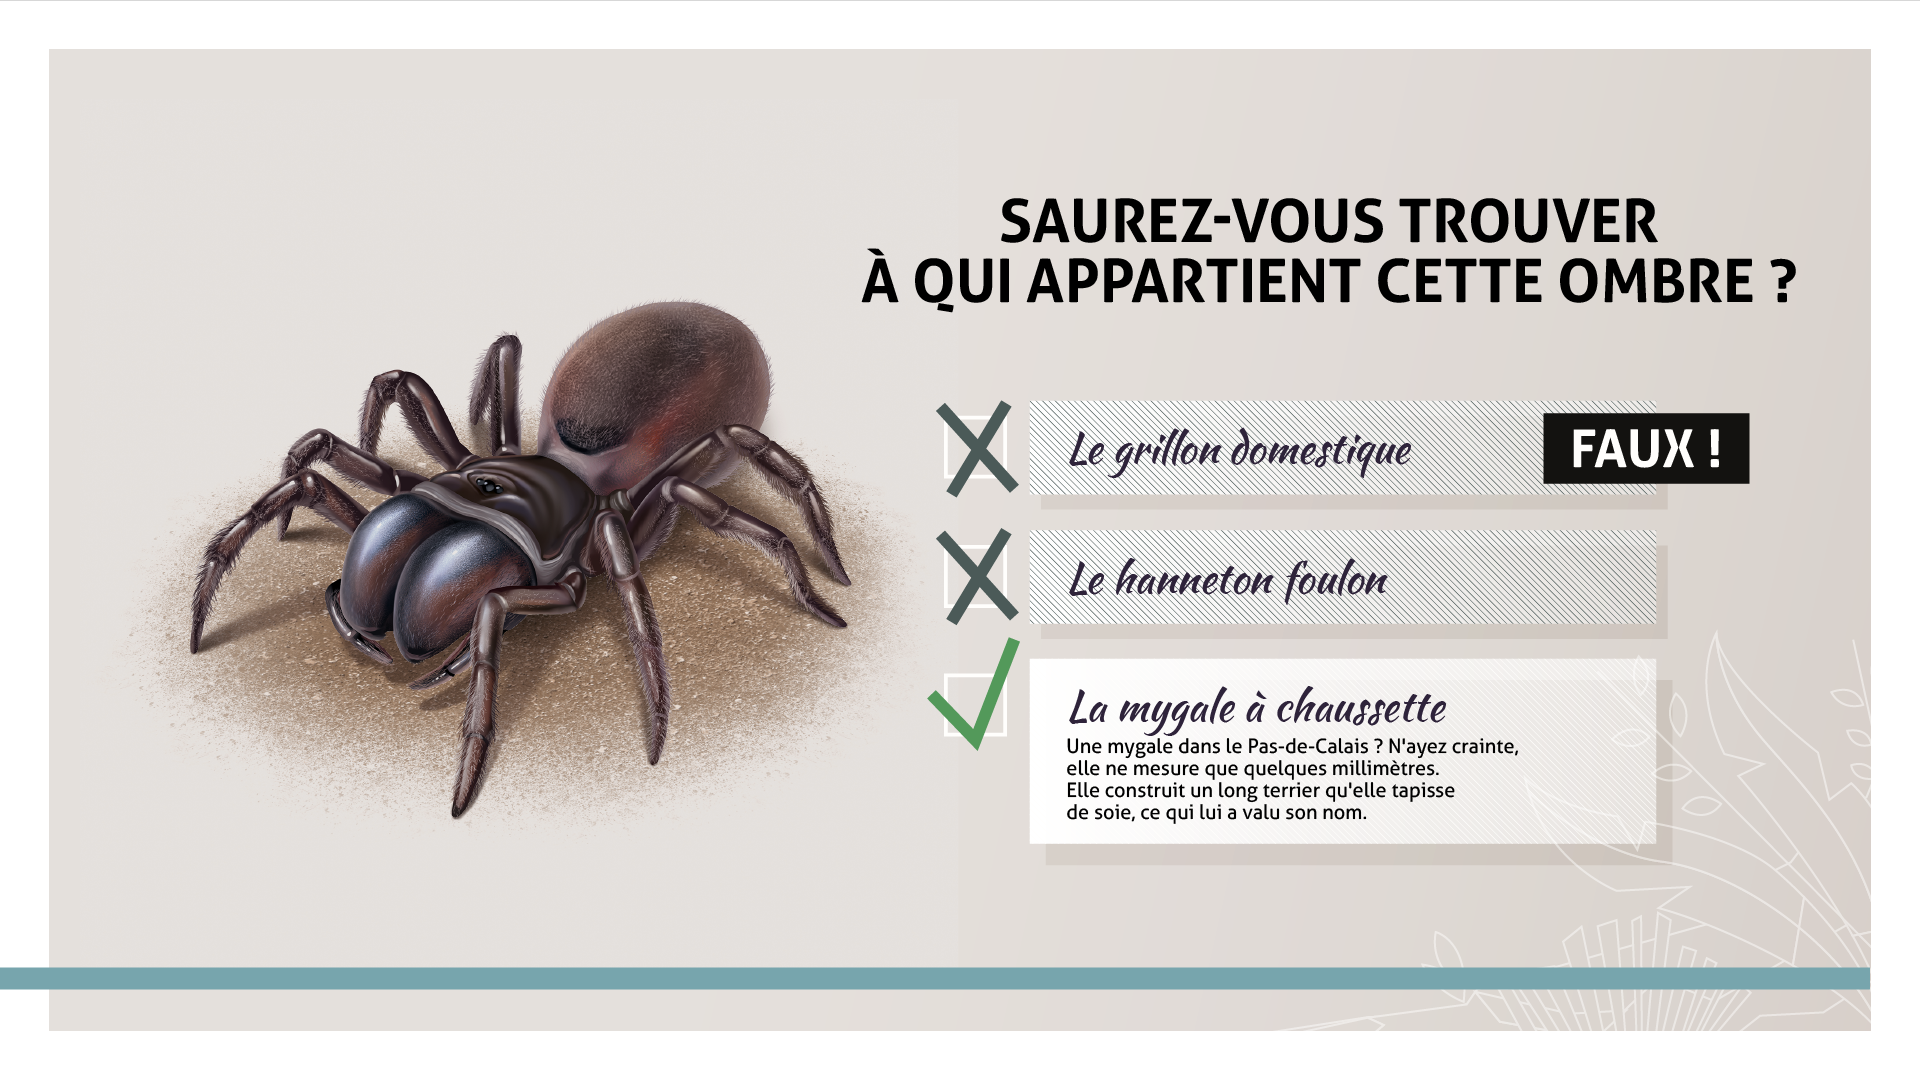 SAUREZ-VOUS TROUVER
À QUI APPARTIENT CETTE OMBRE ?
Le grillon domestique
FAUX !
Le hanneton foulon
La mygale à chaussette
Une mygale dans le Pas-de-Calais ? N'ayez crainte,
elle ne mesure que quelques millimètres.
Elle construit un long terrier qu'elle tapisse
de soie, ce qui lui a valu son nom.